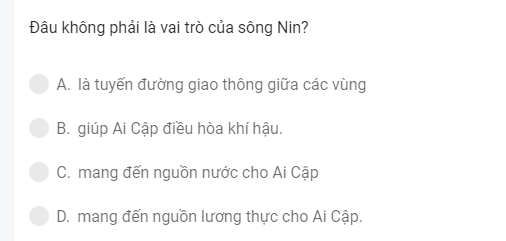 Đâu không phải là vai trò của sông Nin?
A. là tuyến đường giao thông giữa các vùng
B. giúp Ai Cập điều hòa khí hậu.
C. mang đến nguồn nước cho Ai Cập
D. mang đến nguồn lương thực cho Ai Cập.